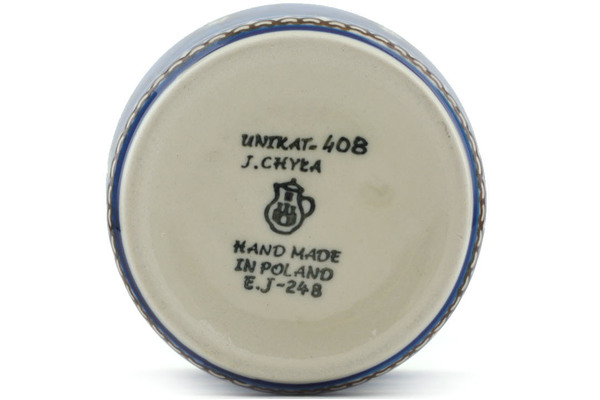 UNIKAT- 408
J. CHYŁA
HAND MADE
IN POLAND
E.J-248